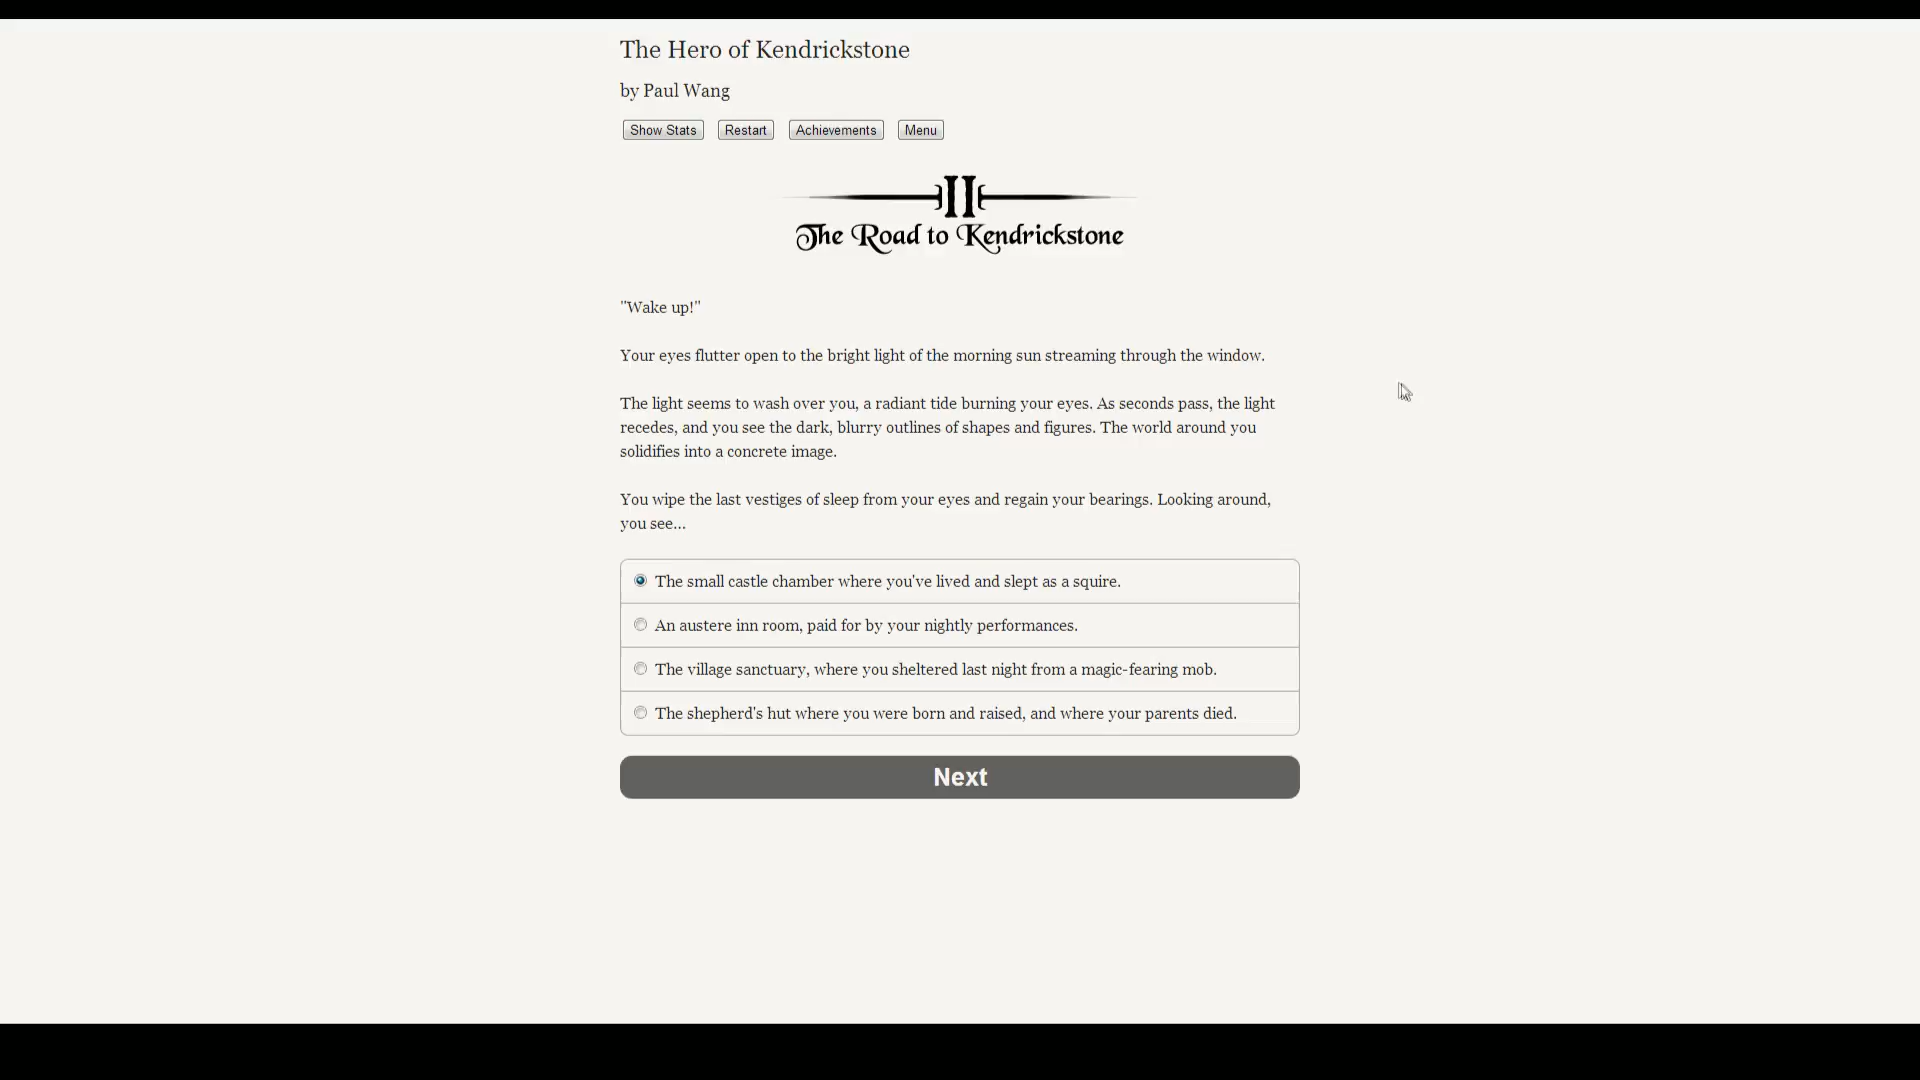 The Hero of Kendrickstone
by Paul Wang
Show Stats
Restart
Achievements
Menu
II
The Road to Kendrickstone
"Wake up!"
Your eyes flutter open to the bright light of the morning sun streaming through the window.
The light seems to wash over you, a radiant tide burning your eyes. As seconds pass, the light
recedes, and you see the dark, blurry outlines of shapes and figures. The world around you
solidifies into a concrete image.
You wipe the last vestiges of sleep from your eyes and regain your bearings. Looking around,
you see...
The small castle chamber where you've lived and slept as a squire.
An austere inn room, paid for by your nightly performances.
The village sanctuary, where you sheltered last night from a magic-fearing mob.
The shepherd's hut where you were born and raised, and where your parents died.
Next